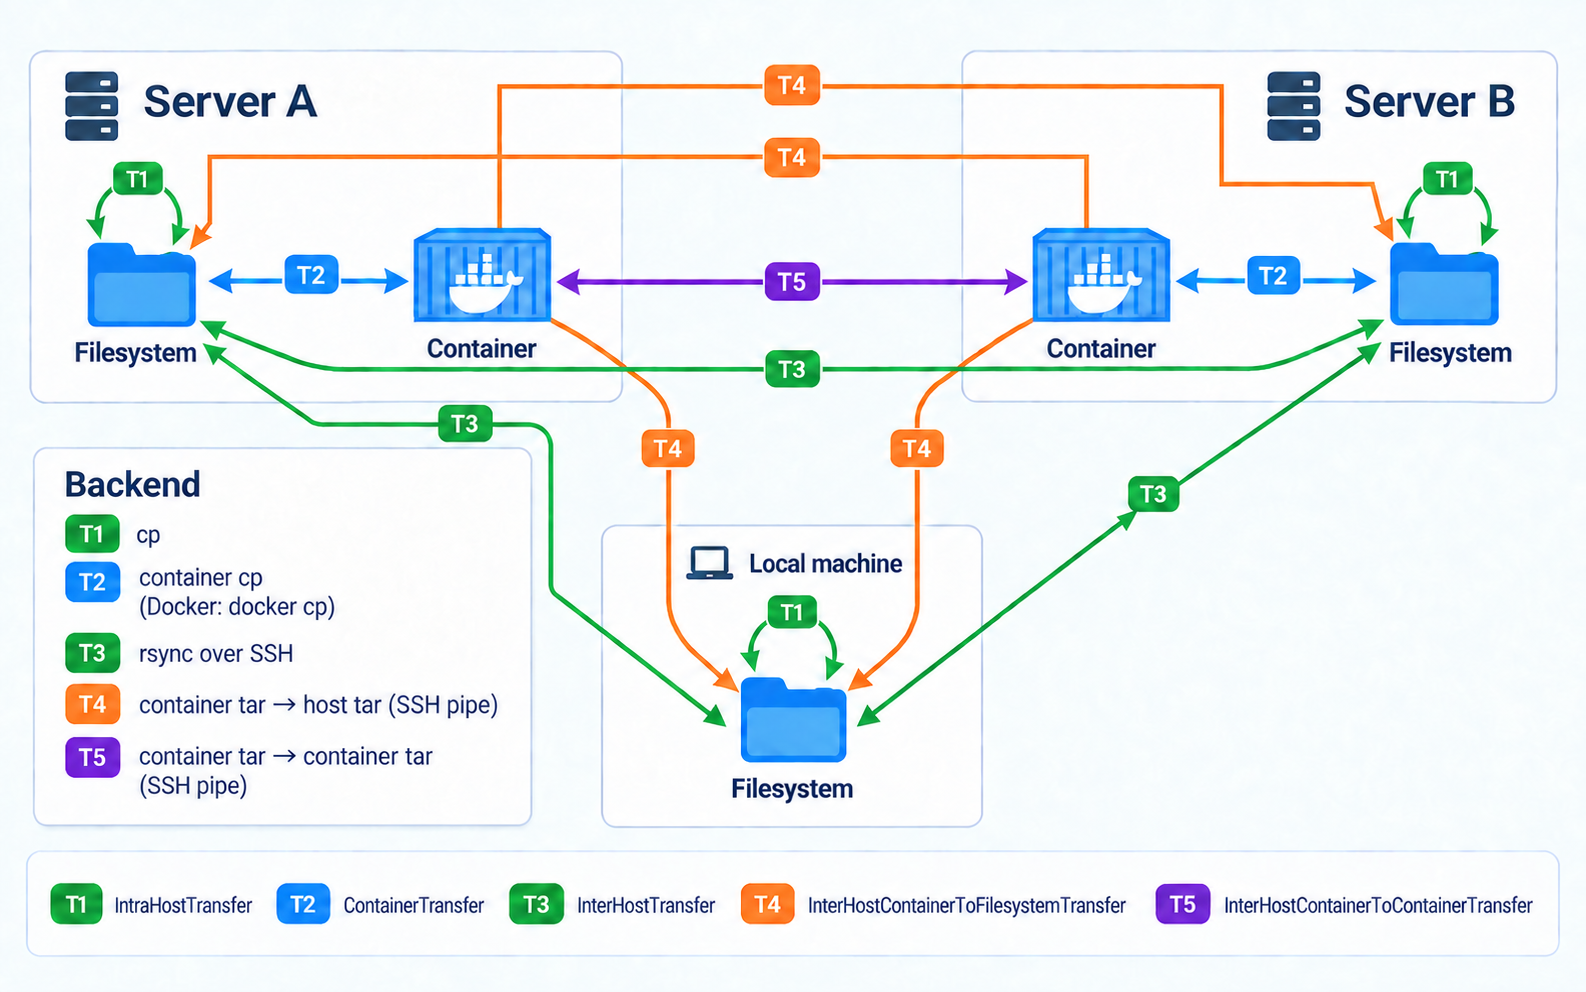 Server A
Server B
T4
T4
T1
T1
T2
T5
T2
Filesystem
Container
Container
Filesystem
T3
T3
T4
T4
T3
Backend
T1 cp
T2 container cp
(Docker: docker cp)
T3 rsync over SSH
T4 container tar → host tar (SSH pipe)
T5 container tar → container tar
(SSH pipe)
Local machine
T1
Filesystem
T1 IntraHostTransfer
T2 ContainerTransfer
T3 InterHostTransfer
T4 InterHostContainerToFilesystemTransfer
T5 InterHostContainerToContainerTransfer